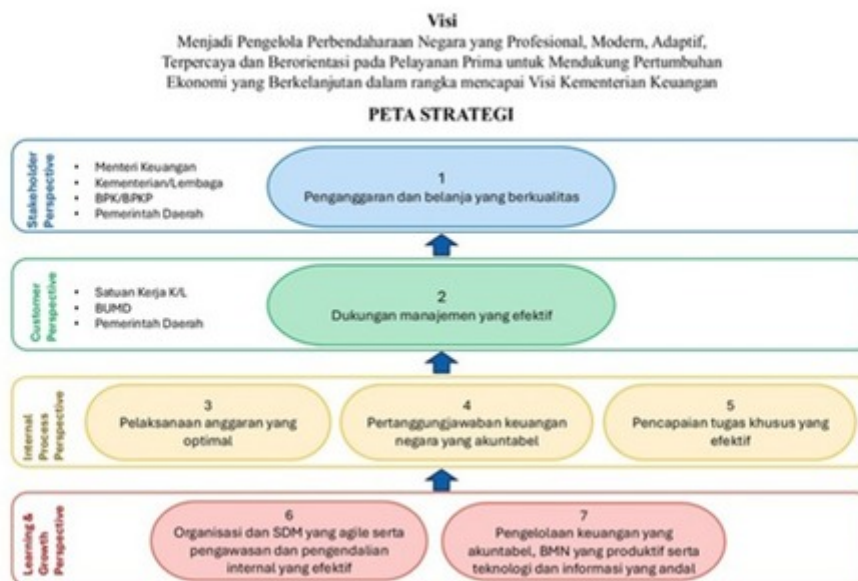 Visi
Menjadi Pengelola Perbendaharaan Negara yang Profesional, Modern, Adaptif,
Terpercaya dan Berorientasi pada Pelayanan Prima untuk Mendukung Pertumbuhan
Ekonomi yang Berkelanjutan dalam rangka mencapai Visi Kementerian Keuangan
PETA STRATEGI
Stakeholder
Perspective
• Menteri Keuangan
• Kementerian/Lembaga
• BPK/BPKP
• Pemerintah Daerah
1
Penganggaran dan belanja yang berkualitas
Customer
Perspective
• Satuan Kerja K/L
• BUMD
• Pemerintah Daerah
2
Dukungan manajemen yang efektif
Internal
Process
Perspective
3
Pelaksanaan anggaran yang
optimal
4
Pertanggungjawaban keuangan
negara yang akuntabel
5
Pencapaian tugas khusus yang
efektif
Learning &
Growth
Perspective
6
Organisasi dan SDM yang agile serta
pengawasan dan pengendalian
internal yang efektif
7
Pengelolaan keuangan yang
akuntabel, BMN yang produktif serta
teknologi dan informasi yang andal